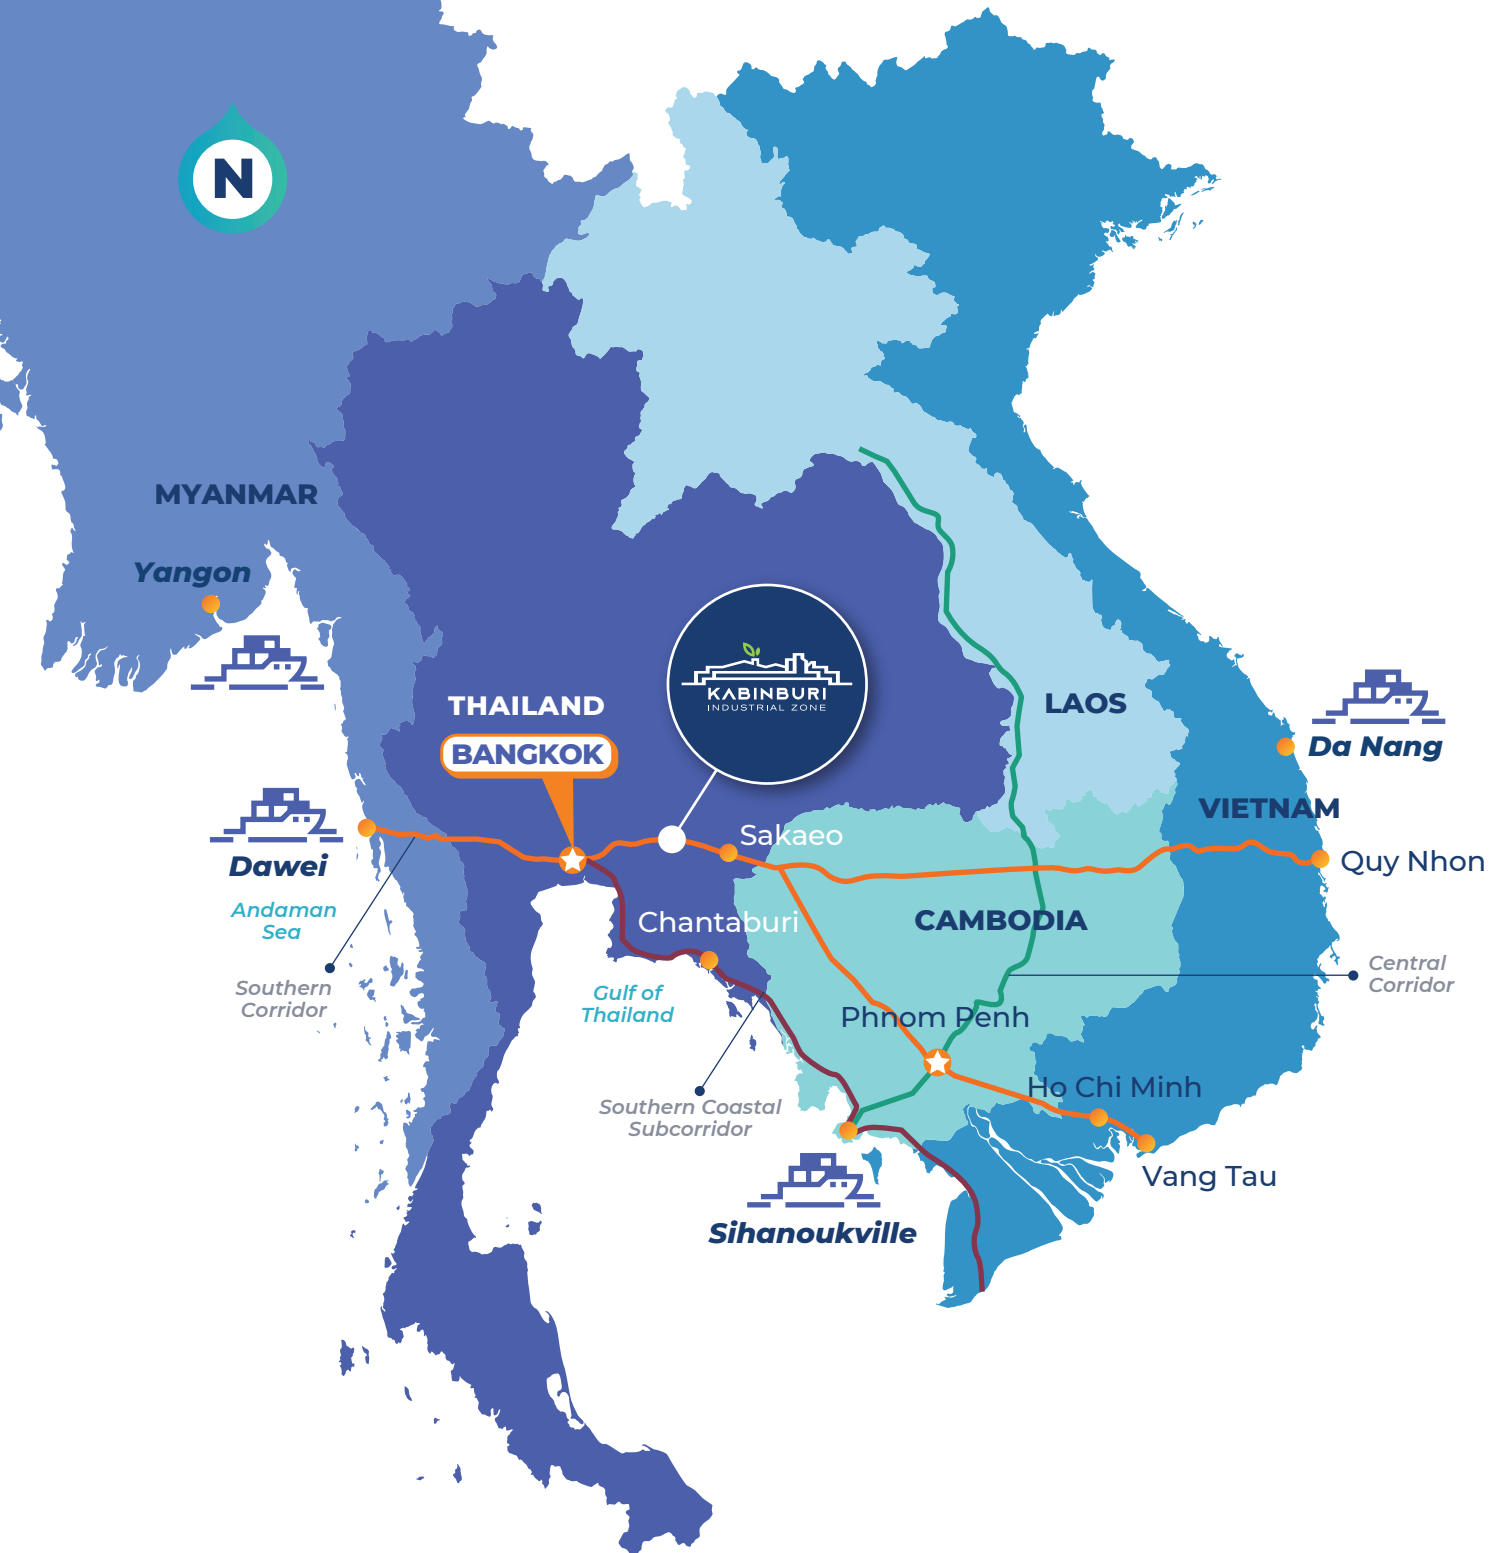 N
MYANMAR
Yangon
THAILAND
BANGKOK
KABINBURI
INDUSTRIAL ZONE
LAOS
Da Nang
VIETNAM
Sakaeo
Quy Nhon
Dawei
Andaman
Sea
Southern
Corridor
Chantaburi
CAMBODIA
Central
Corridor
Gulf of
Thailand
Phnom Penh
Ho Chi Minh
Southern Coastal
Subcorridor
Vang Tau
Sihanoukville